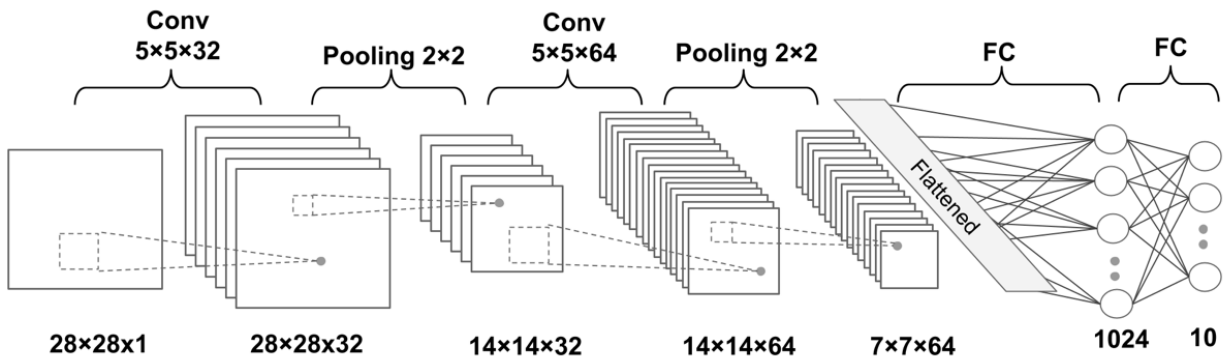 Conv
5×5×32
Pooling 2×2
Conv
5×5×64
Pooling 2×2
FC
FC
Flattened
28×28x1
28×28x32
14×14×32
14×14×64
7×7×64
1024
10